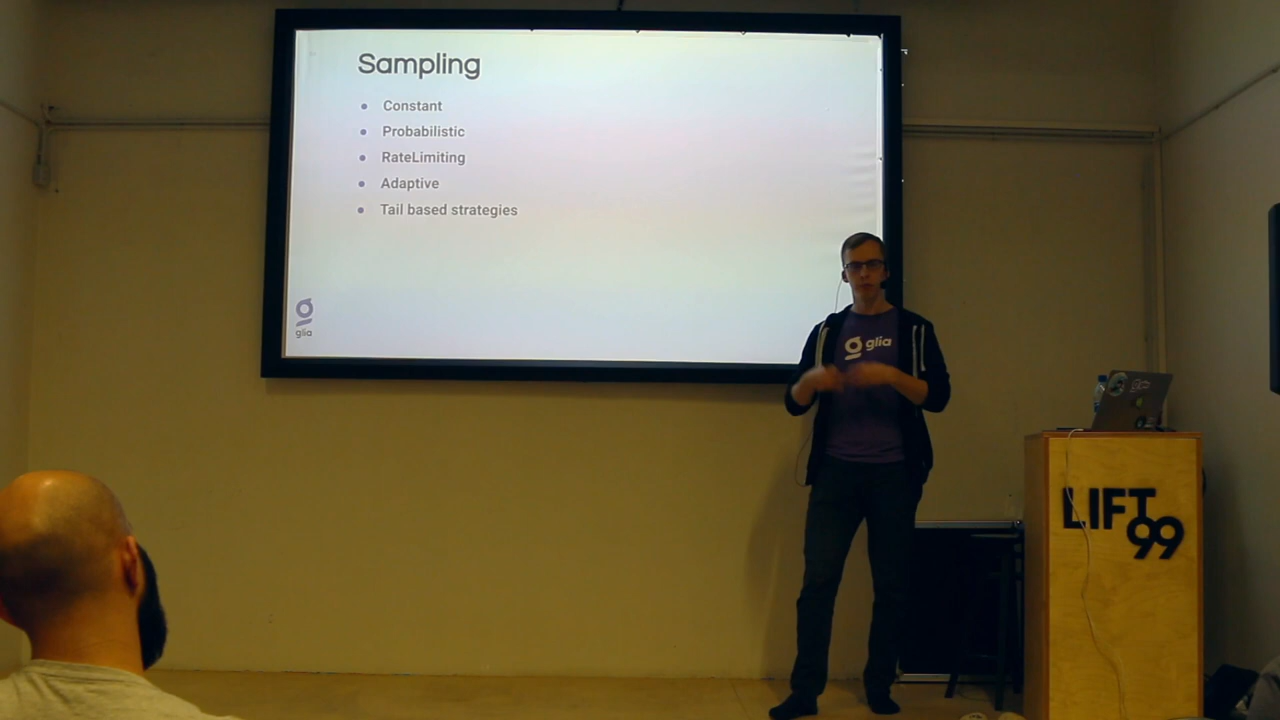 Sampling
Constant
Probabilistic
RateLimiting
Adaptive
Tail based strategies
glia
glia
LIFT
99